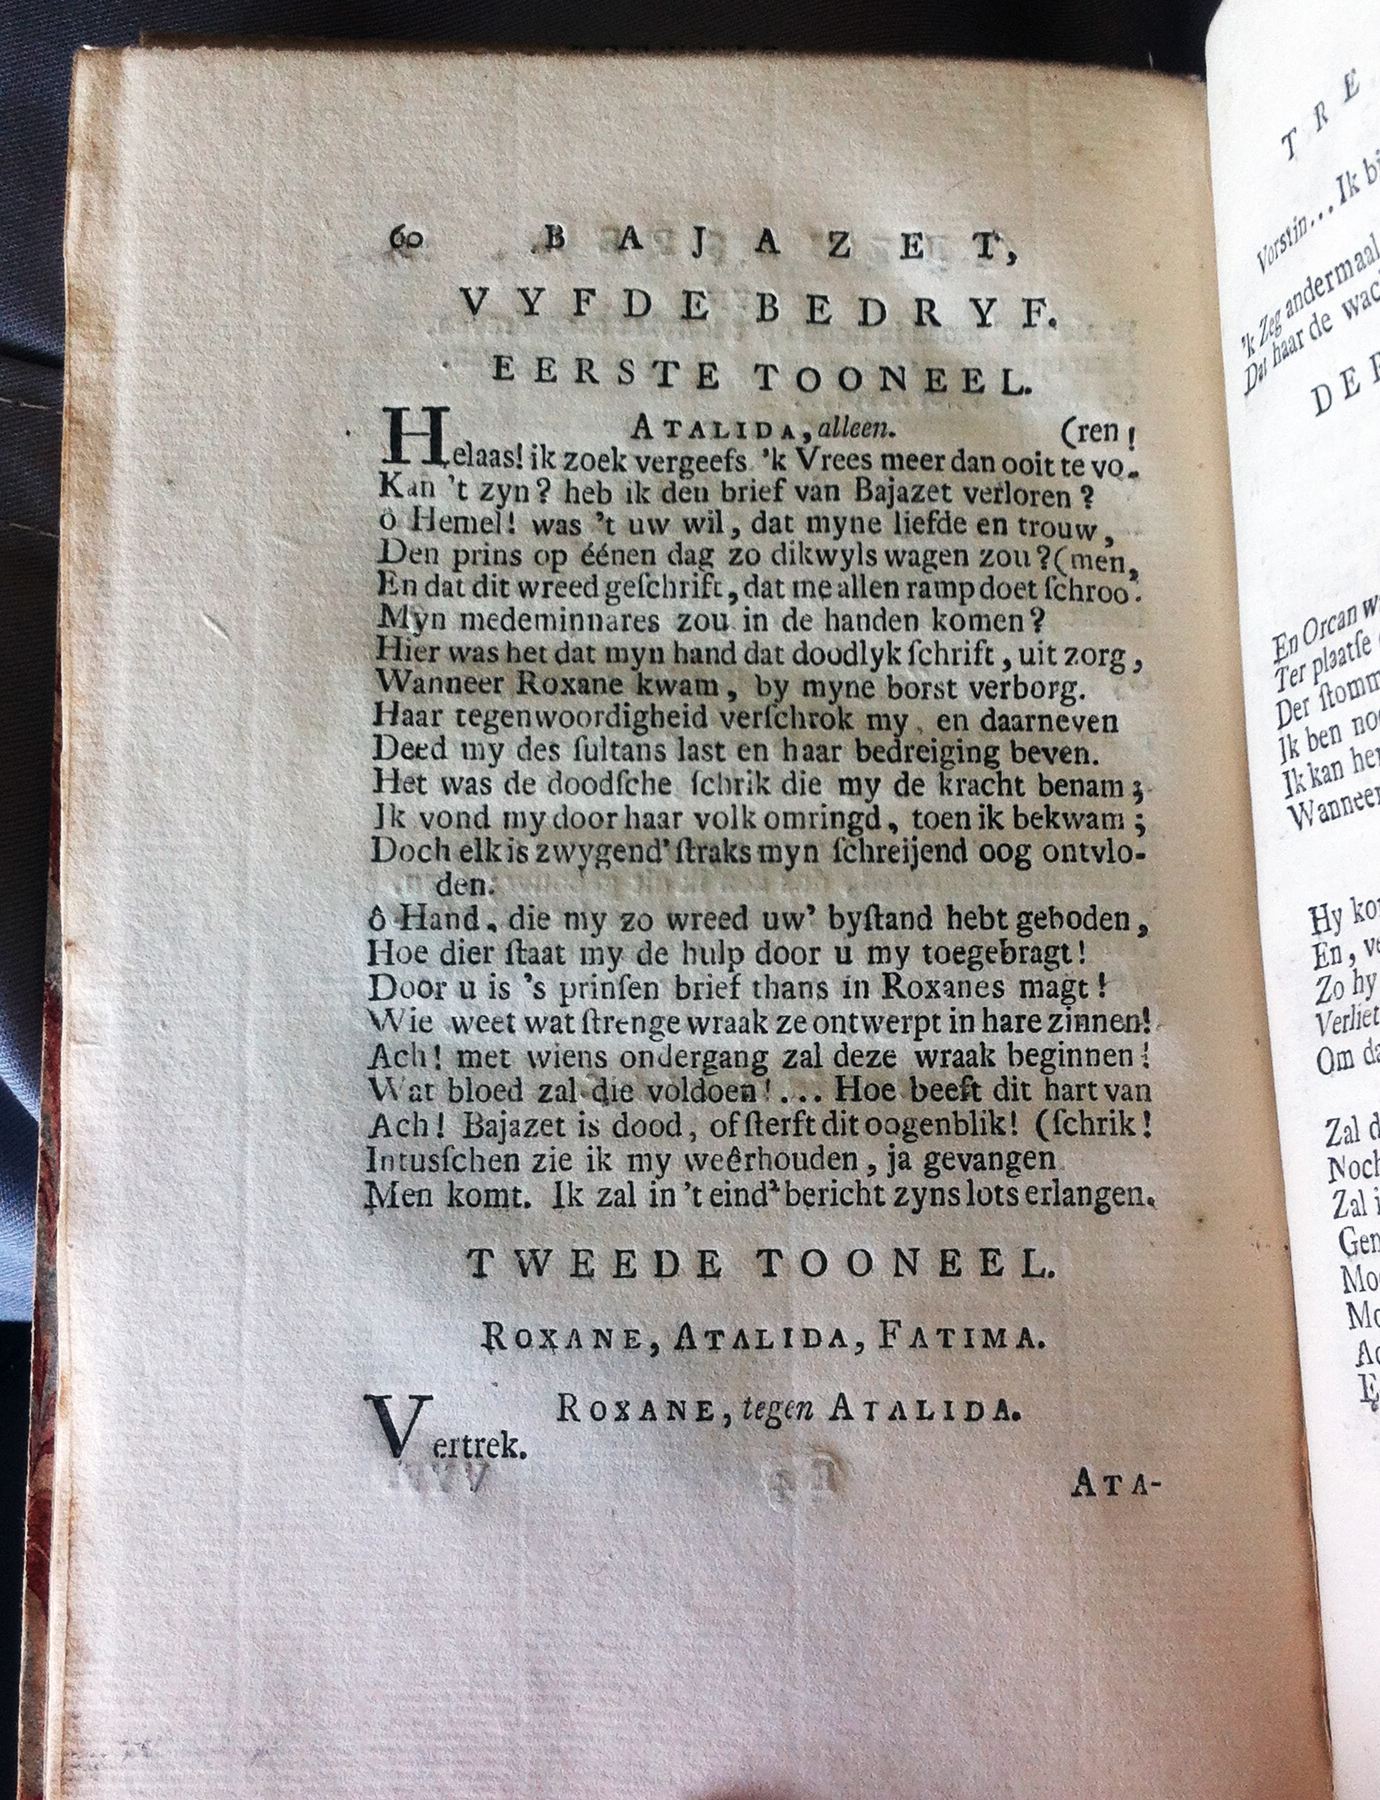 60 BAJAZET,
VYFDE BEDRYF.
EERSTE TOONEEL.
ATALIDA, alleen. (ren!
Helaas! ik zoek vergeefs 'k Vrees meer dan ooit te vo-
Kan 't zyn? heb ik den brief van Bajazet verloren?
ô Hemel! was 't uw wil, dat myne liefde en trouw,
Den prins op éénen dag zo dikwyls wagen zou? (men,
En dat dit wreed geſchrift, dat me allen ramp doet ſchroo-
Myn medeminnares zou in de handen komen?
Hier was het dat myn hand dat doodlyk ſchrift, uit zorg,
Wanneer Roxane kwam, by myne borst verborg.
Haar tegenwoordigheid verſchrok my, en daarneven
Deed my des ſultans last en haar bedreiging beven.
Het was de doodſche ſchrik die my de kracht benam;
Ik vond my door haar volk omringd, toen ik bekwam;
Doch elk is zwygend' ſtraks myn ſchreijend oog ontvlo-
den.
ô Hand, die my zo wreed uw' byſtand hebt geboden,
Hoe dier ſtaat my de hulp door u my toegebragt!
Door u is 's prinſen brief thans in Roxanes magt!
Wie weet wat ſtrenge wraak ze ontwerpt in hare zinnen!
Ach! met wiens ondergang zal deze wraak beginnen!
Wat bloed zal die voldoen!... Hoe beeft dit hart van
Ach! Bajazet is dood, of ſterft dit oogenblik! (ſchrik!
Intusſchen zie ik my weêrhouden, ja gevangen
Men komt. Ik zal in 't eind' bericht zyns lots erlangen.
TWEEDE TOONEEL.
ROXANE, ATALIDA, FATIMA.
ROXANE, tegen ATALIDA.
Vertrek.
ATA-
TRE
Vorstin... Ik
'k Zeg andermaal
Dat haar de
En Orcan
Ter plaatſe
Der
Ik ben
Ik kan
Wanneer
Hy
En,
Zo hy
Verliet
Om
Zal
Noch
Zal